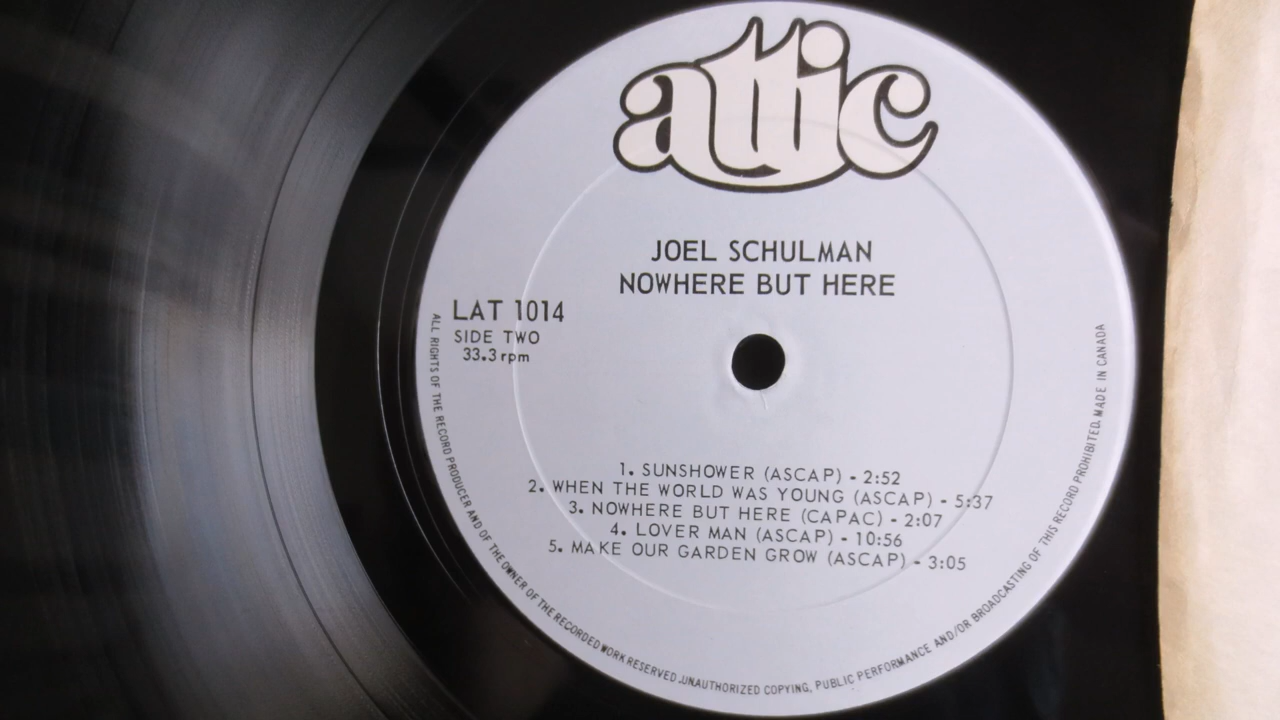 attic
JOEL SCHULMAN
NOWHERE BUT HERE
LAT 1014
SIDE TWO
33.3 rpm
1. SUNSHOWER (ASCAP) - 2:52
2. WHEN THE WORLD WAS YOUNG (ASCAP) - 5:37
3. NOWHERE BUT HERE (CAPAC) - 2:07
4. LOVER MAN (ASCAP) - 10:56
5. MAKE OUR GARDEN GROW (ASCAP) - 3:05
ALL RIGHTS OF THE RECORD PRODUCER AND OF THE OWNER OF THE RECORDED WORK RESERVED .UNAUTHORIZED COPYING, PUBLIC PERFORMANCE AND/OR BROADCASTING OF THIS RECORD PROHIBITED. MADE IN CANADA